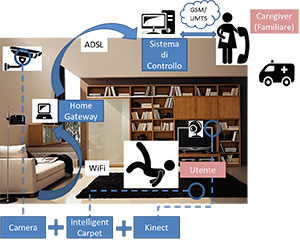 GSM/
UMTS
Caregiver
(Familiare)
ADSL
Sistema
di
Controllo
Home
Gateway
WiFi
Utente
Camera
Intelligent
Carpet
Kinect